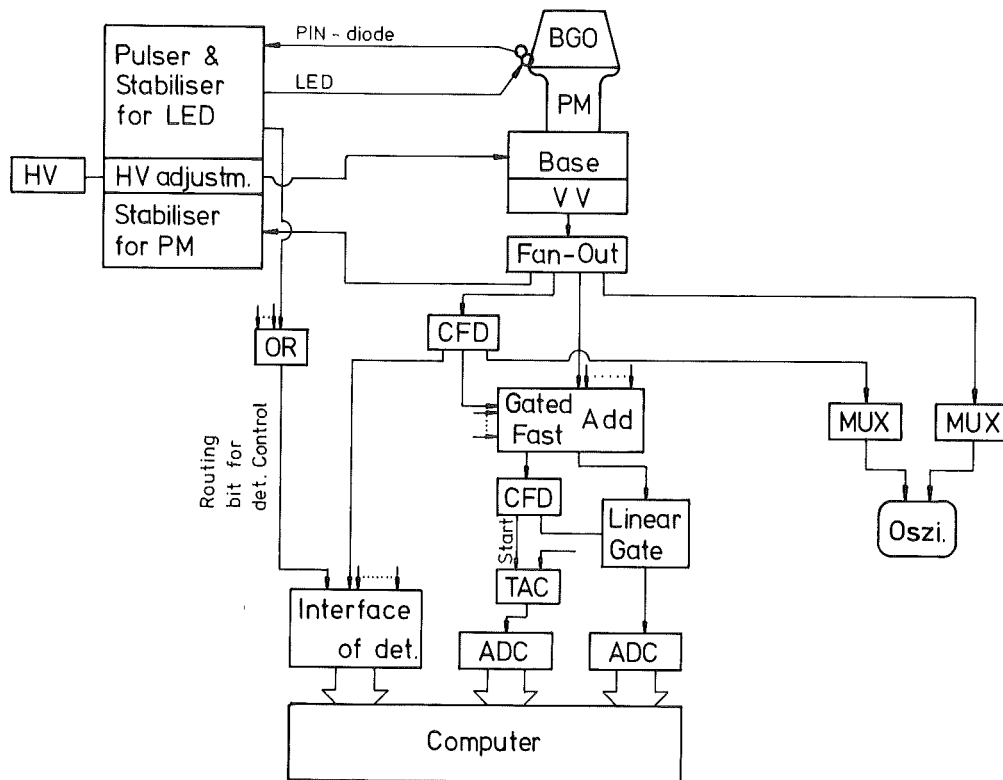 PIN - diode
BGO
Pulser &
Stabiliser
for LED
LED
PM
HV
HV adjustm.
Base
V V
Stabiliser
for PM
Fan-Out
CFD
OR
Gated
Fast
Add
MUX
MUX
Routing
bit for
det. Control
CFD
Linear
Gate
Oszi.
Start
TAC
Interface
of det.
ADC
ADC
Computer